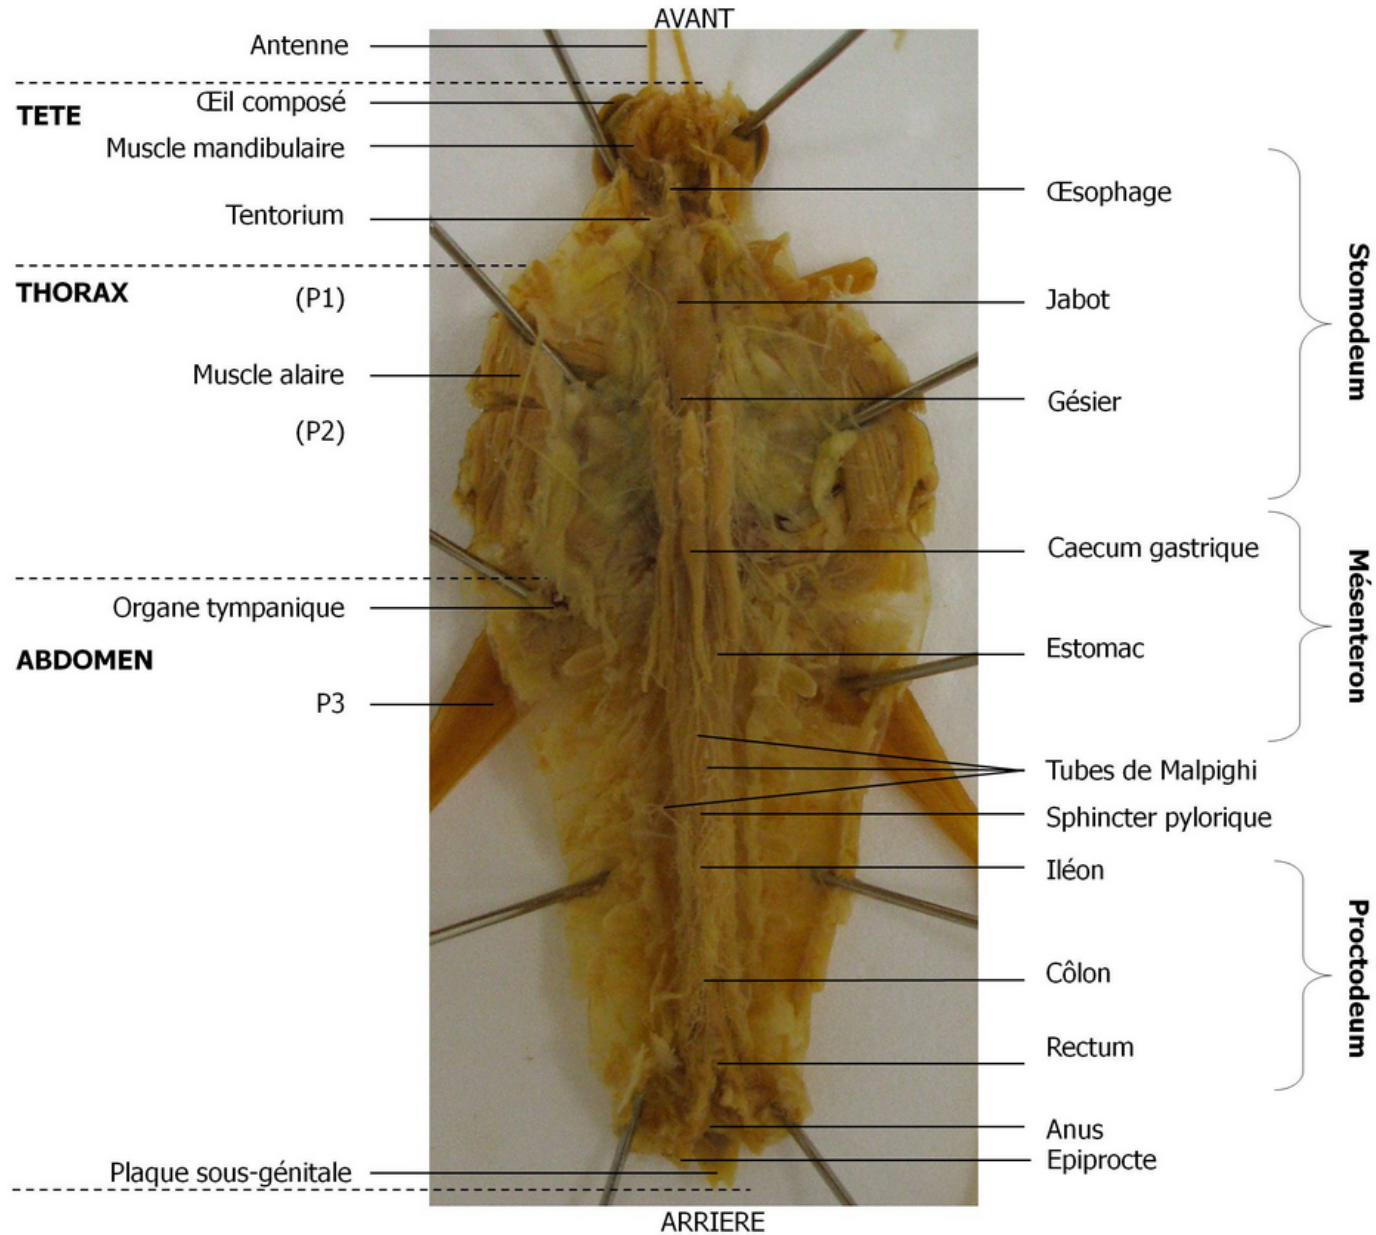 AVANT
Antenne
TETE
Œil composé
Muscle mandibulaire
Tentorium
THORAX
(P1)
Muscle alaire
(P2)
Organe tympanique
ABDOMEN
P3
Plaque sous-génitale
Œsophage
Jabot
Gésier
Caecum gastrique
Estomac
Tubes de Malpighi
Sphincter pylorique
Iléon
Côlon
Rectum
Anus
Epiprocte
Stomodeum
Mésenteron
Proctodeum
ARRIERE